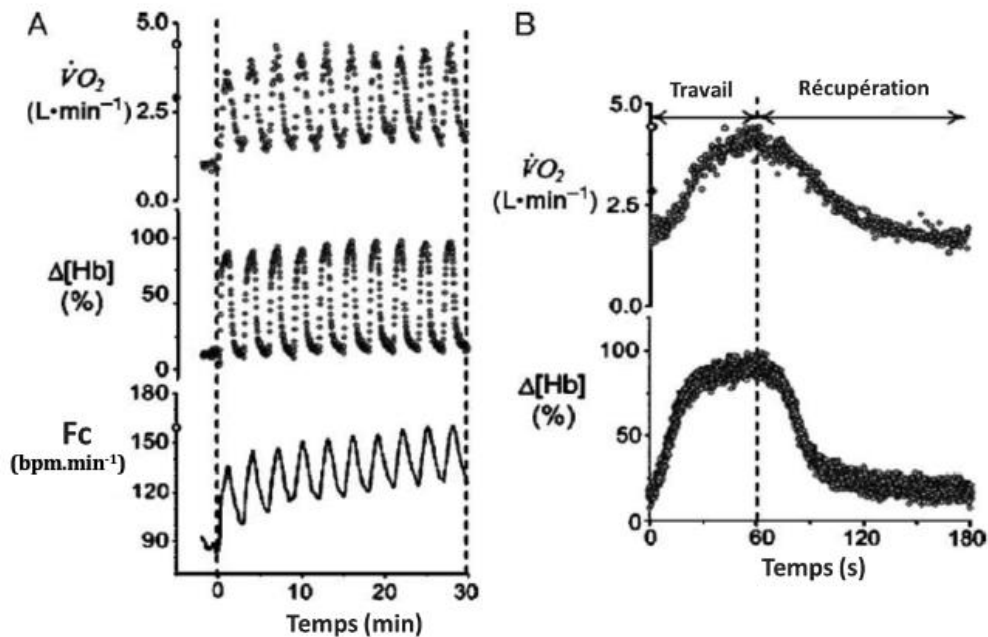 A
5.0
V̇O₂
(L•min⁻¹)
2.5
0.0
100
Δ[Hb]
(%)
50
0
180
Fc
(bpm.min⁻¹)
150
120
90
0
10
20
30
Temps (min)
B
Travail
Récupération
5.0
V̇O₂
(L•min⁻¹)
2.5
0.0
100
Δ[Hb]
(%)
50
0
0
60
120
180
Temps (s)